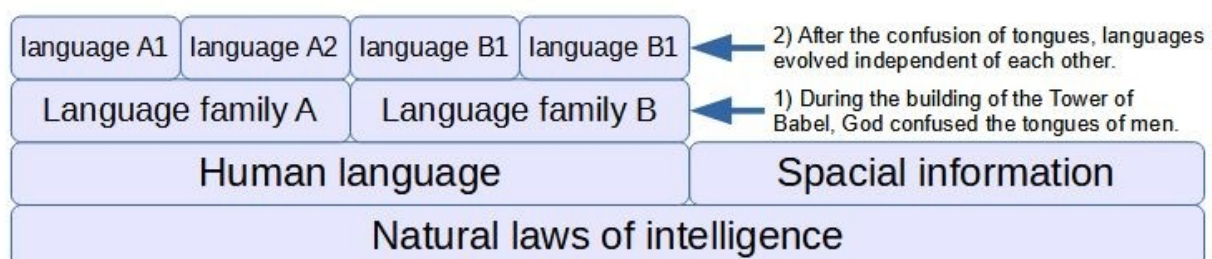 language A1 language A2 language B1 language B1
2) After the confusion of tongues, languages
evolved independent of each other.
Language family A Language family B
1) During the building of the Tower of
Babel, God confused the tongues of men.
Human language Spacial information
Natural laws of intelligence